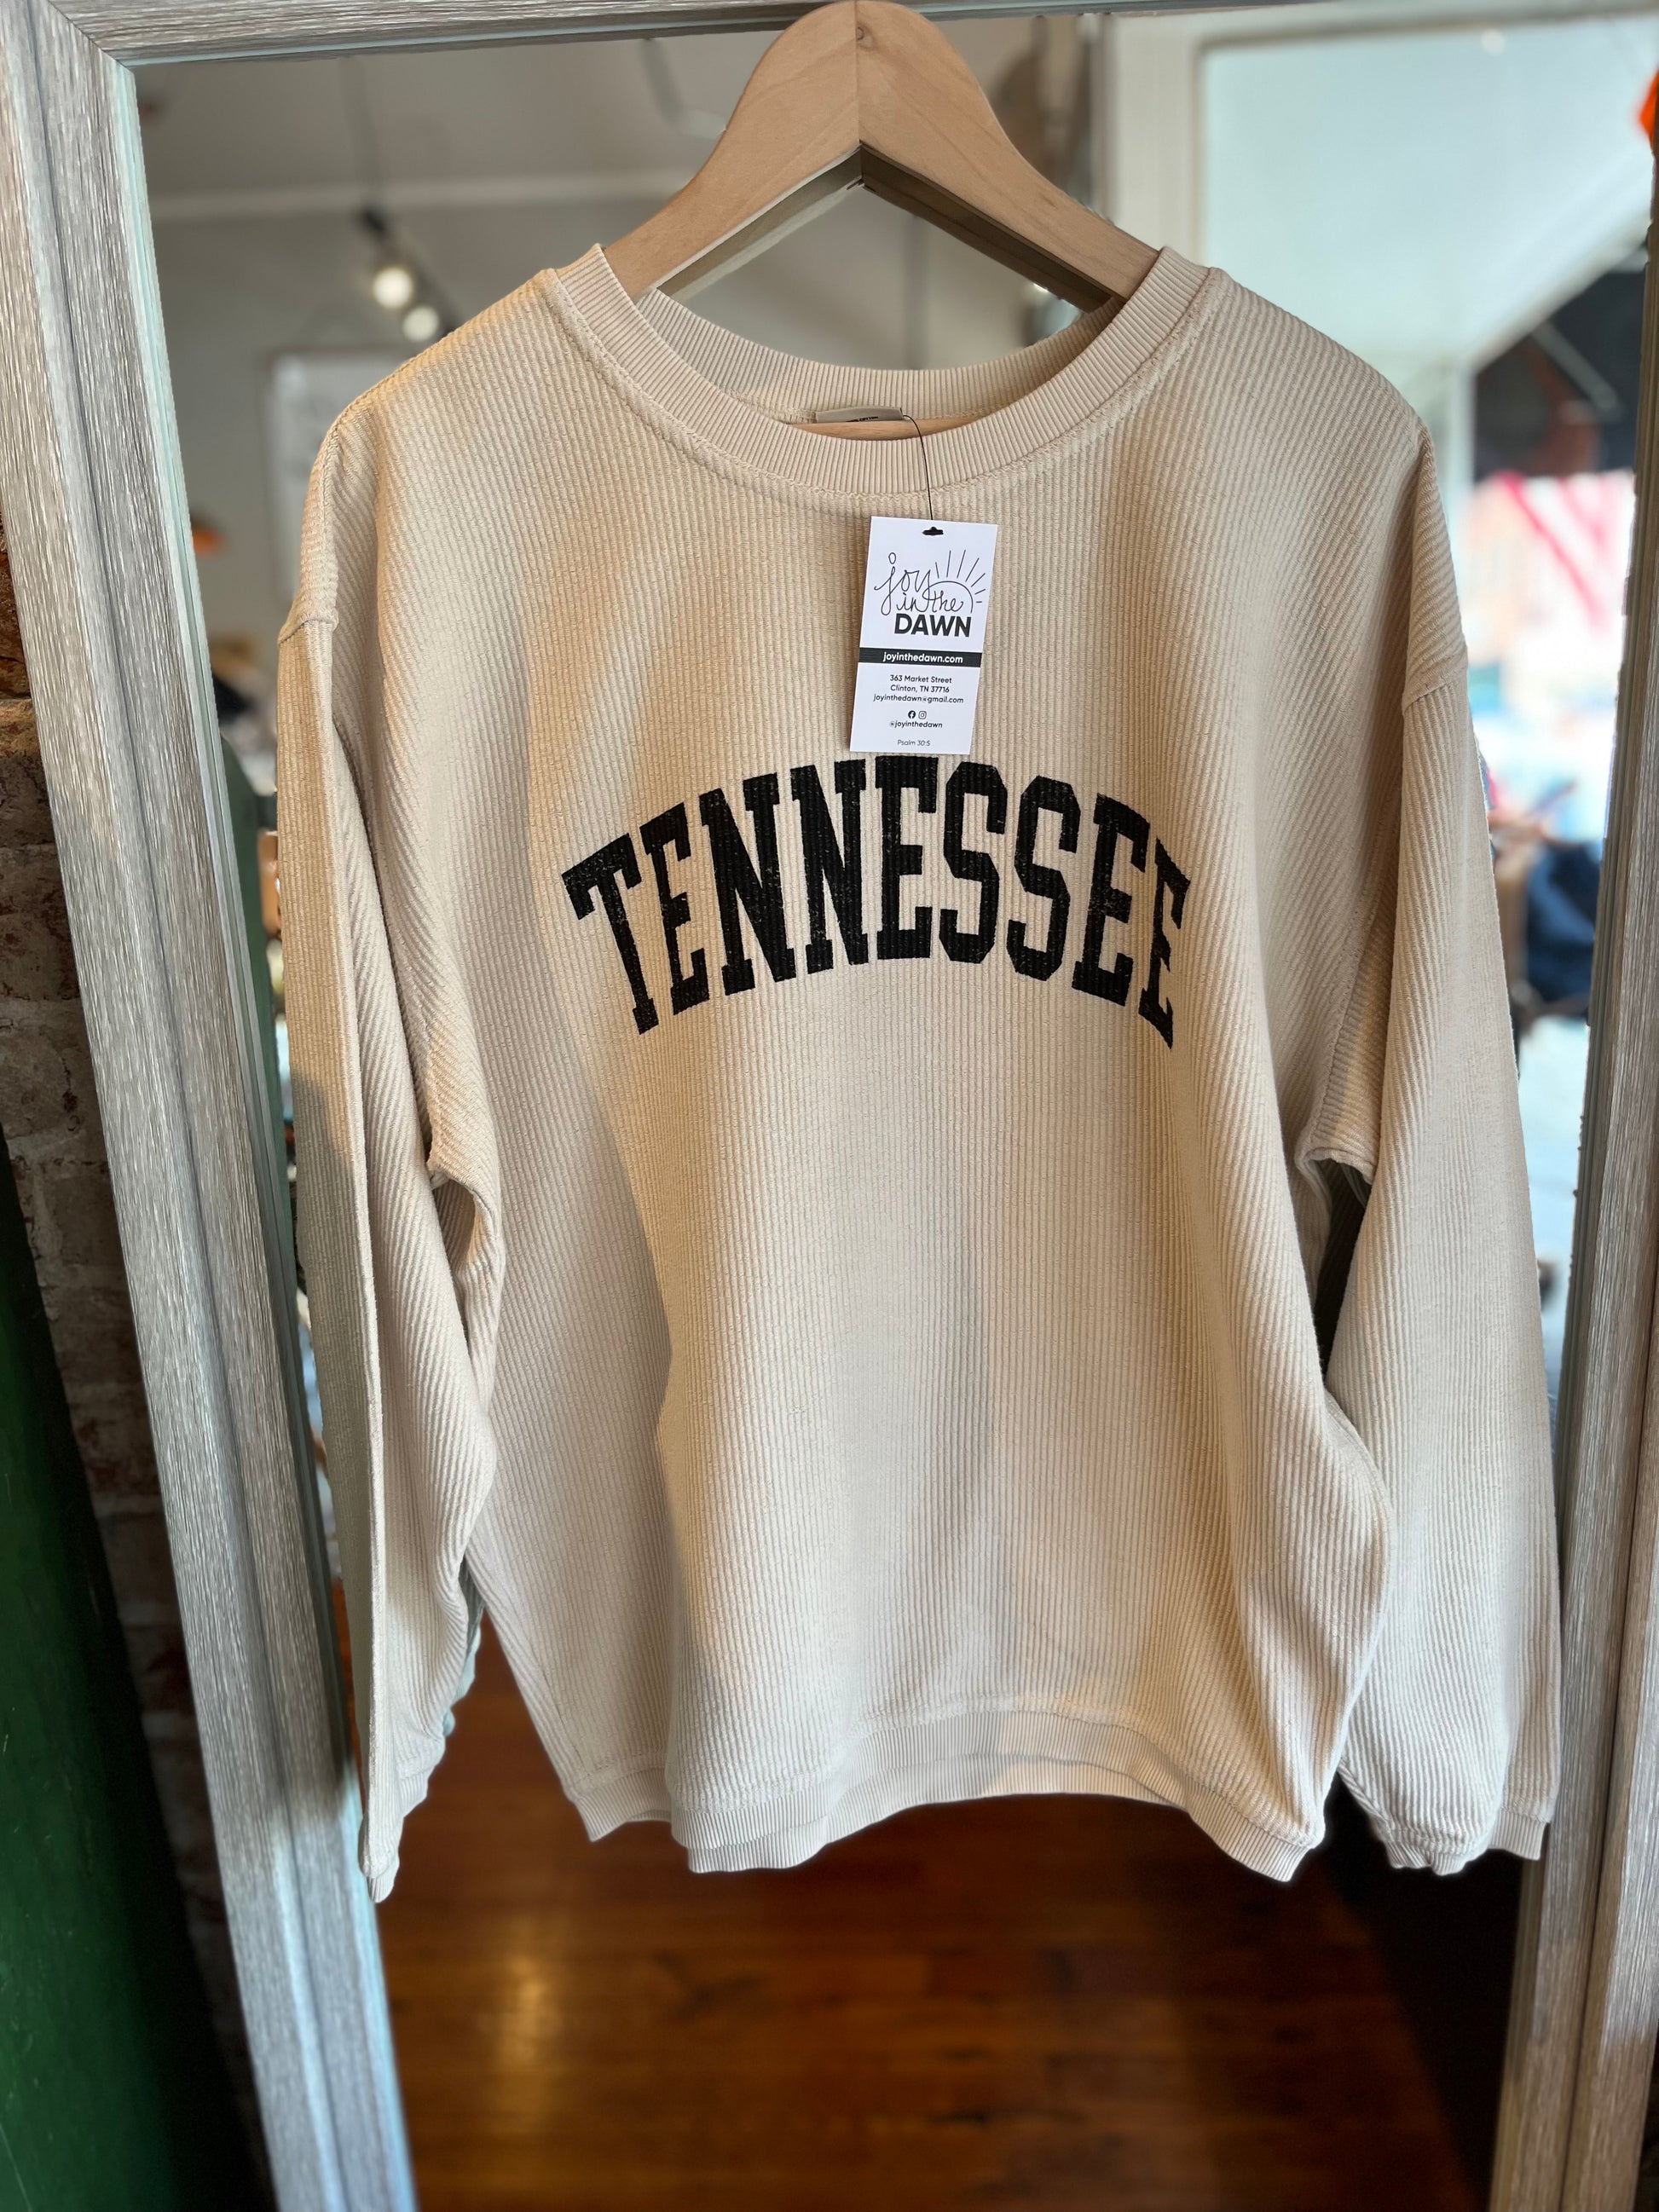 joy
in the
DAWN
joyinthedawn.com
363 Market Street
Clinton, TN 37716
joyinthedawn@gmail.com
@joyinthedawn
Psalm 30:5
TENNESSEE